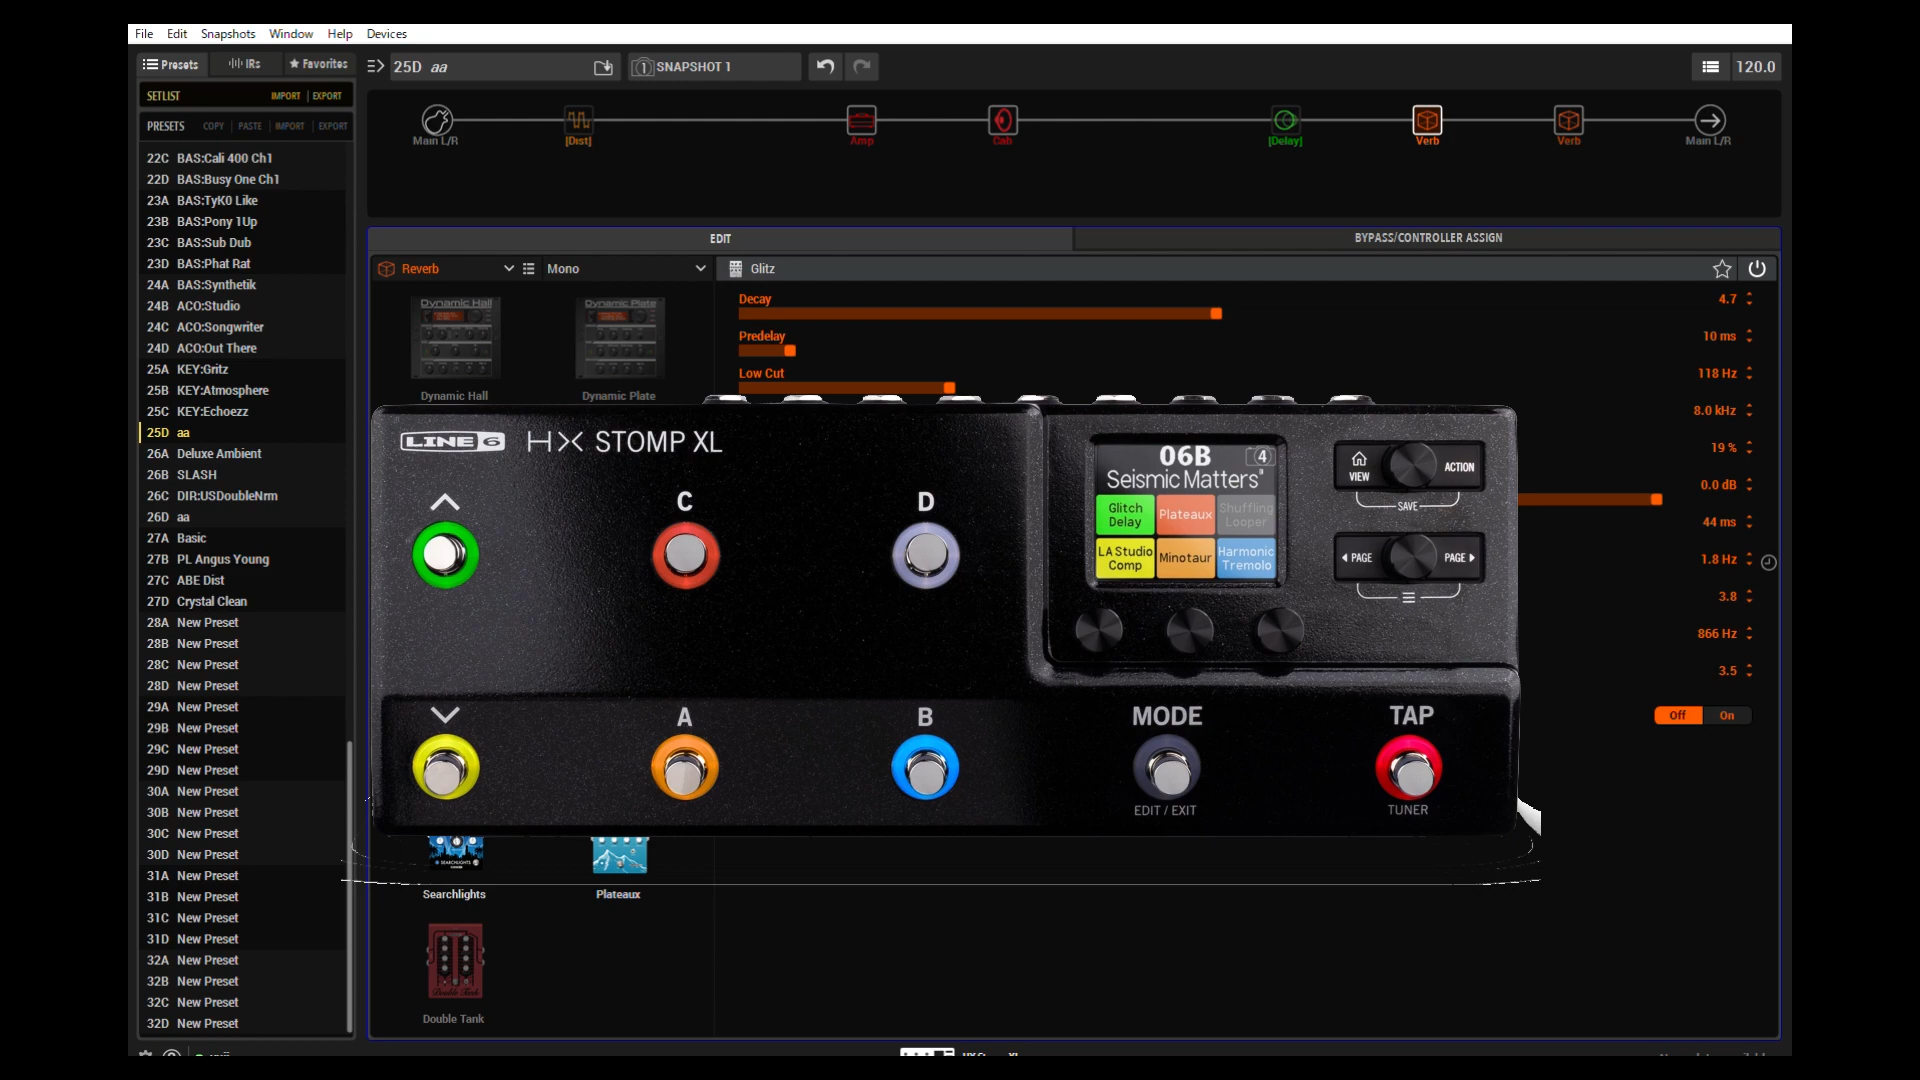 File Edit Snapshots Window Help Devices
Presets IRs Favorites 25D aa 1 SNAPSHOT 1 120.0
SETLIST IMPORT | EXPORT
PRESETS COPY | PASTE | IMPORT | EXPORT
Main L/R [Dist] Amp Cab [Delay] Verb Verb Main L/R
22C BAS:Cali 400 Ch1
22D BAS:Busy One Ch1
23A BAS:TyK0 Like
23B BAS:Pony 1Up
23C BAS:Sub Dub
23D BAS:Phat Rat
24A BAS:Synthetik
24B ACO:Studio
24C ACO:Songwriter
24D ACO:Out There
25A KEY:Gritz
25B KEY:Atmosphere
25C KEY:Echoezz
25D aa
26A Deluxe Ambient
26B SLASH
26C DIR:USDoubleNrm
26D aa
27A Basic
27B PL Angus Young
27C ABE Dist
27D Crystal Clean
28A New Preset
28B New Preset
28C New Preset
28D New Preset
29A New Preset
29B New Preset
29C New Preset
29D New Preset
30A New Preset
30B New Preset
30C New Preset
30D New Preset
31A New Preset
31B New Preset
31C New Preset
31D New Preset
32A New Preset
32B New Preset
32C New Preset
32D New Preset
EDIT BYPASS/CONTROLLER ASSIGN
Reverb Mono Glitz
Dynamic Hall Dynamic Plate
Dynamic Hall Dynamic Plate
Decay 4.7
Predelay 10 ms
Low Cut 118 Hz
8.0 kHz
19 %
0.0 dB
44 ms
1.8 Hz
3.8
866 Hz
3.5
Off On
LINE 6 HX STOMP XL
06B 4
Seismic Matters
Glitch Delay Plateaux Shuffling Looper
LA Studio Comp Minotaur Harmonic Tremolo
VIEW ACTION
SAVE
PAGE PAGE
C D
A B MODE TAP
EDIT / EXIT TUNER
SEARCHLIGHTS
Searchlights Plateaux
Double Tank
Double Tank